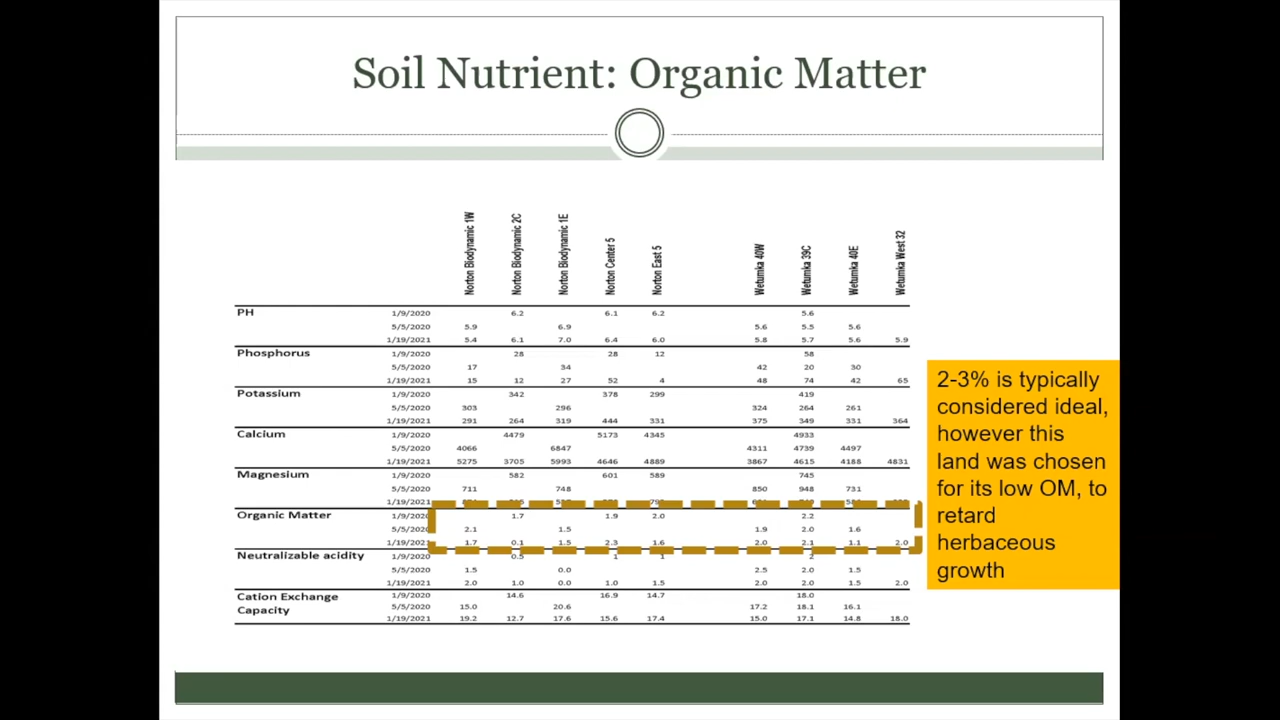 Soil Nutrient: Organic Matter
Norton Biodynamic 1W
Norton Biodynamic 2C
Norton Biodynamic 1E
Norton Center 5
Norton East 5
Wetumka 40W
Wetumka 39C
Wetumka 40E
Wetumka West 32
PH 1/9/2020 6.2 6.1 6.2 5.6
5/5/2020 5.9 6.9 5.6 5.5 5.6
1/19/2021 5.4 6.1 7.0 6.4 6.0 5.8 5.7 5.6 5.9
Phosphorus 1/9/2020 28 28 12 58
5/5/2020 17 34 42 20 30
1/19/2021 15 12 27 52 4 48 74 42 65
Potassium 1/9/2020 342 378 299 419
5/5/2020 303 296 324 264 261
1/19/2021 291 264 319 444 331 375 349 331 364
Calcium 1/9/2020 4479 5173 4345 4933
5/5/2020 4066 6847 4311 4739 4497
1/19/2021 5275 3705 5993 4646 4889 3867 4615 4188 4831
Magnesium 1/9/2020 582 601 589 745
5/5/2020 711 748 850 948 731
1/19/2021
Organic Matter 1/9/2020 1.7 1.9 2.0 2.2
5/5/2020 2.1 1.5 1.9 2.0 1.6
1/19/2021 1.7 0.1 1.5 2.3 1.6 2.0 2.1 1.1 2.0
Neutralizable acidity 1/9/2020 0.5 1 1 2
5/5/2020 1.5 0.0 2.5 2.0 1.5
1/19/2021 2.0 1.0 0.0 1.0 1.5 2.0 2.0 1.5 2.0
Cation Exchange 1/9/2020 14.6 16.9 14.7 18.0
Capacity 5/5/2020 15.0 20.6 17.2 18.1 16.1
1/19/2021 19.2 12.7 17.6 15.6 17.4 15.0 17.1 14.8 18.0
2-3% is typically
considered ideal,
however this
land was chosen
for its low OM, to
retard
herbaceous
growth